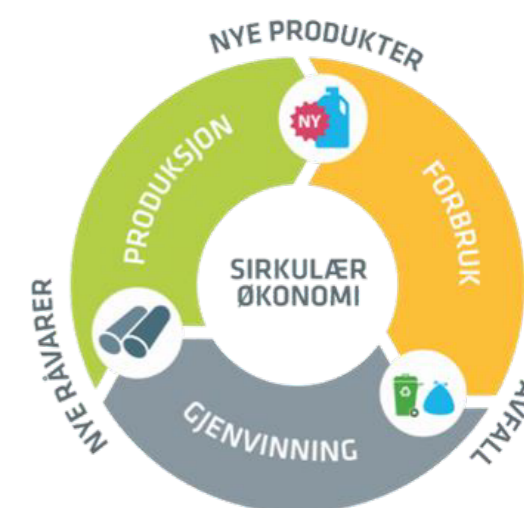 NYE PRODUKTER
NY
PRODUKSJON
FORBRUK
SIRKULÆR
ØKONOMI
NYE RÅVARER
GJENVINNING
AVFALL